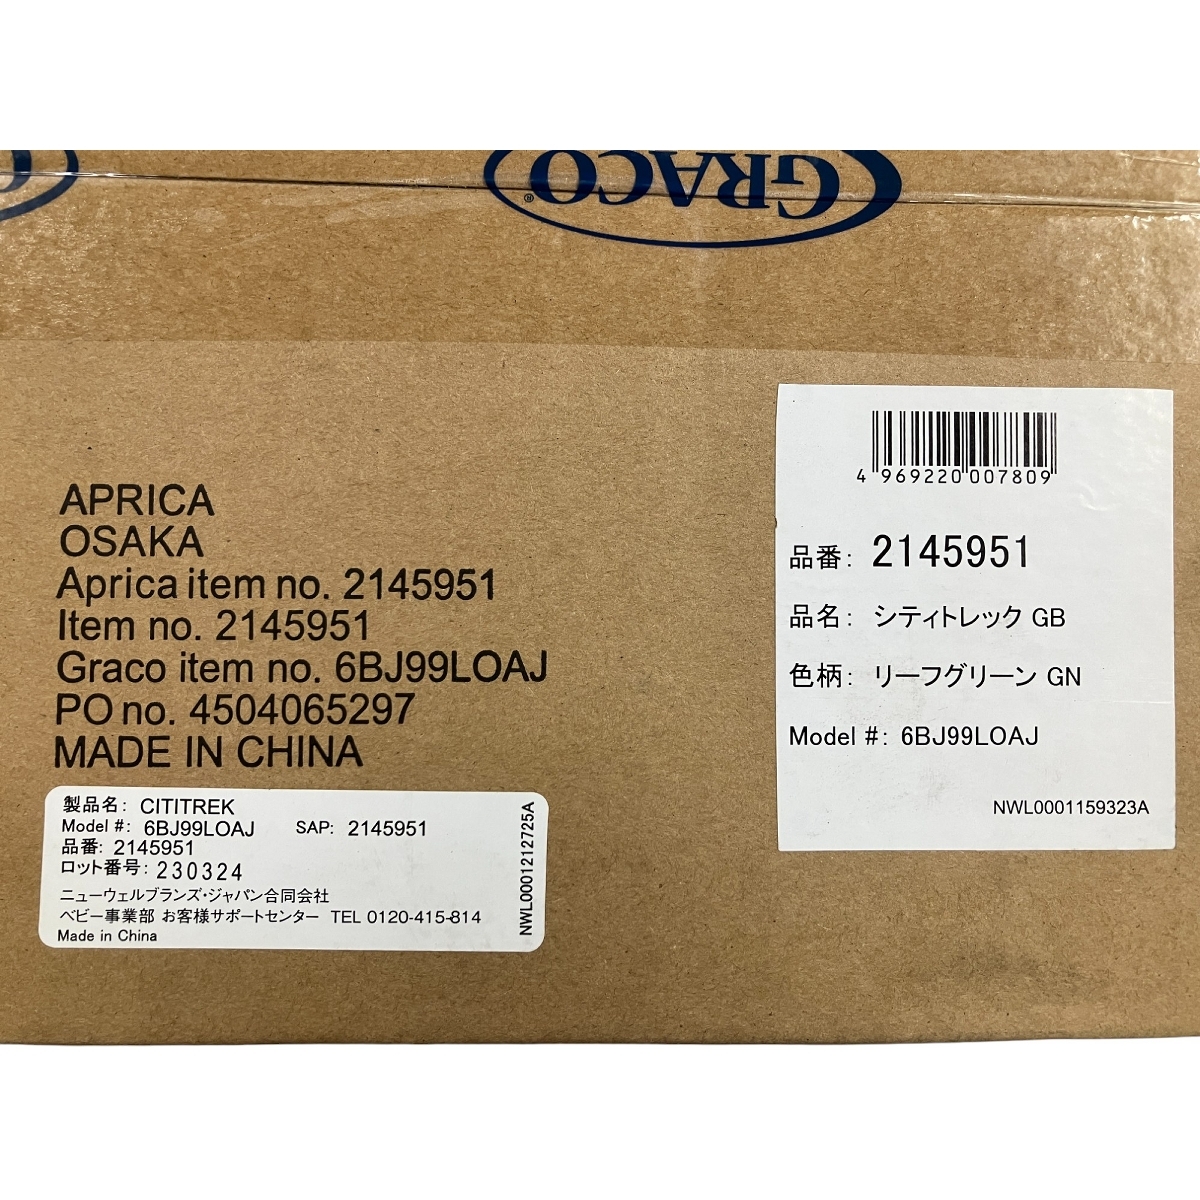 GRACO
®
APRICA
OSAKA
Aprica item no. 2145951
Item no. 2145951
Graco item no. 6BJ99LOAJ
PO no. 4504065297
MADE IN CHINA
製品名: CITITREK
Model #: 6BJ99LOAJ SAP: 2145951
品番: 2145951
ロット番号: 230324
ニューウェルブランズ・ジャパン合同会社
ベビー事業部 お客様サポートセンター TEL 0120-415-814
Made in China
NWL0001212725A
4 969220 007809
品番: 2145951
品名: シティトレック GB
色柄: リーフグリーン GN
Model #: 6BJ99LOAJ
NWL0001159323A